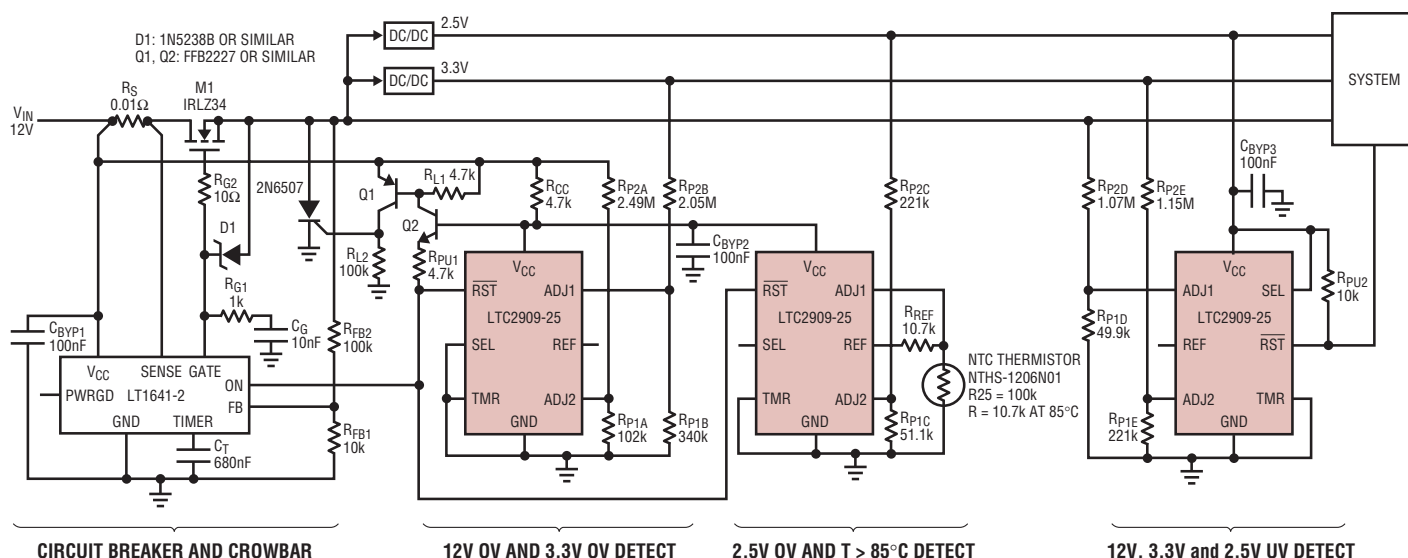 D1: 1N5238B OR SIMILAR
Q1, Q2: FFB2227 OR SIMILAR
DC/DC
2.5V
DC/DC
3.3V
SYSTEM
VIN
12V
RS
0.01Ω
M1
IRLZ34
RG2
10Ω
D1
RG1
1k
CG
10nF
CBYP1
100nF
2N6507
Q1
RL1 4.7k
Q2
RL2
100k
RPU1
4.7k
RCC
4.7k
RP2A
2.49M
RP2B
2.05M
CBYP2
100nF
RFB2
100k
RFB1
10k
VCC
SENSE
GATE
ON
FB
PWRGD
LT1641-2
GND
TIMER
CT
680nF
VCC
RST
ADJ1
LTC2909-25
SEL
REF
TMR
ADJ2
GND
RP1A
102k
RP1B
340k
RP2C
221k
VCC
RST
ADJ1
LTC2909-25
SEL
REF
TMR
ADJ2
GND
RREF
10.7k
RP1C
51.1k
NTC THERMISTOR
NTHS-1206N01
R25 = 100k
R = 10.7k AT 85°C
RP2D
1.07M
RP2E
1.15M
CBYP3
100nF
RP1D
49.9k
RP1E
221k
VCC
ADJ1
SEL
LTC2909-25
REF
RST
ADJ2
TMR
GND
RPU2
10k
CIRCUIT BREAKER AND CROWBAR
12V OV AND 3.3V OV DETECT
2.5V OV AND T > 85°C DETECT
12V, 3.3V and 2.5V UV DETECT